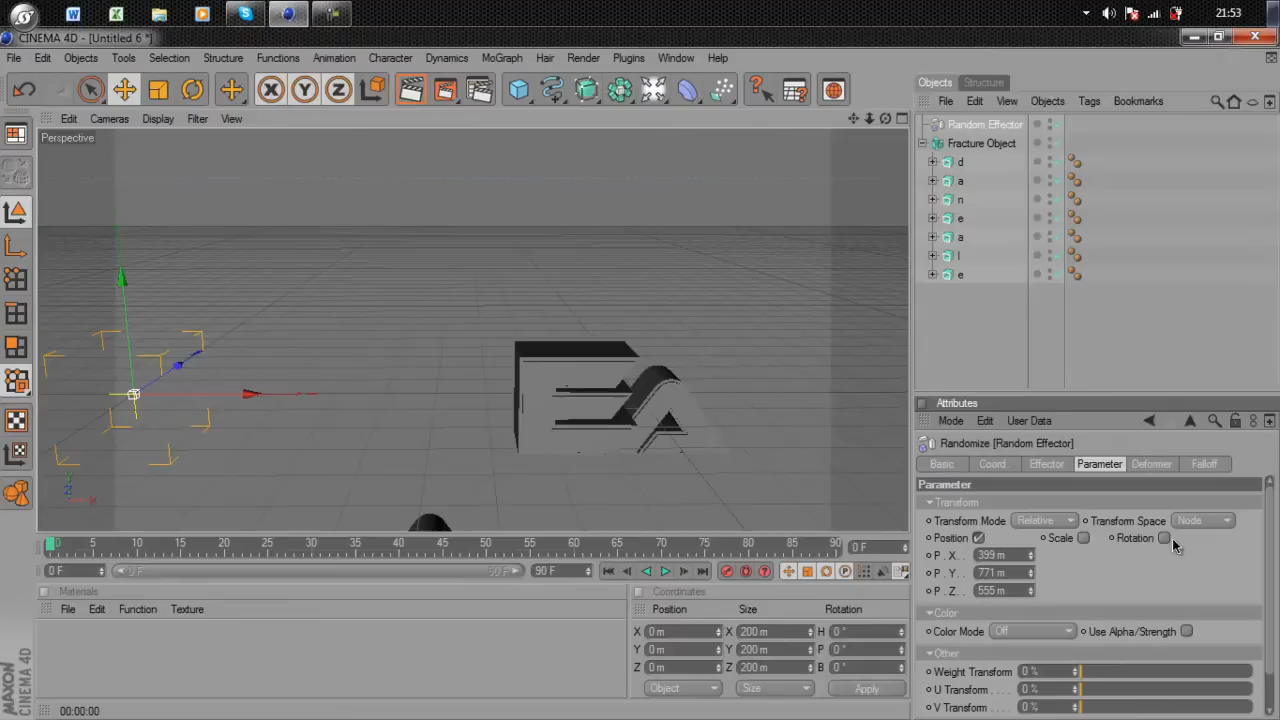 21:53
CINEMA 4D - [Untitled 6 *]
File Edit Objects Tools Selection Structure Functions Animation Character Dynamics MoGraph Hair Render Plugins Window Help
Objects Structure
File Edit View Objects Tags Bookmarks
Edit Cameras Display Filter View
Perspective
Random Effector
Fracture Object
d
a
n
e
a
l
e
Attributes
Mode Edit User Data
Randomize [Random Effector]
Basic Coord. Effector Parameter Deformer Falloff
Parameter
Transform
Transform Mode Relative Transform Space Node
Position Scale Rotation
P . X . . 399 m
P . Y . . 771 m
P . Z . . 555 m
Color
Color Mode Off Use Alpha/Strength
Other
Weight Transform 0 %
U Transform . . . . 0 %
V Transform . . . . 0 %
0 5 10 15 20 25 30 35 40 45 50 55 60 65 70 75 80 85 90 0 F
0 F 0 F 90 F 90 F
Materials
File Edit Function Texture
Coordinates
Position Size Rotation
X 0 m X 200 m H 0 °
Y 0 m Y 200 m P 0 °
Z 0 m Z 200 m B 0 °
Object Size Apply
00:00:00
MAXON
CINEMA 4D